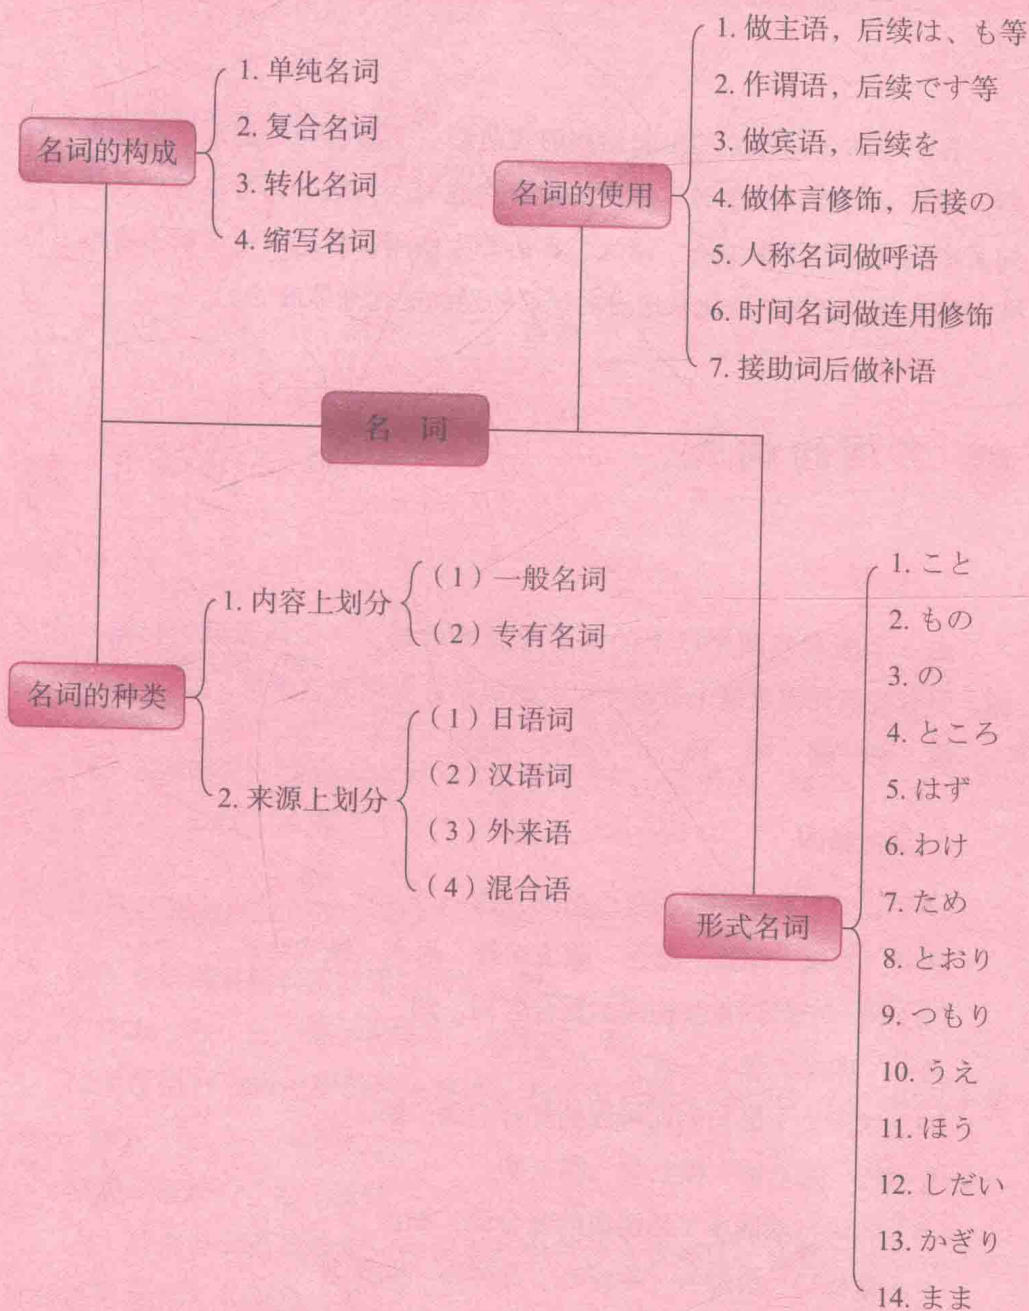 名词的构成
1. 单纯名词
2. 复合名词
3. 转化名词
4. 缩写名词
名词的使用
1. 做主语，后续は、も等
2. 作谓语，后续です等
3. 做宾语，后续を
4. 做体言修饰，后接の
5. 人称名词做呼语
6. 时间名词做连用修饰
7. 接助词后做补语
名 词
名词的种类
1. 内容上划分
（1）一般名词
（2）专有名词
2. 来源上划分
（1）日语词
（2）汉语词
（3）外来语
（4）混合语
形式名词
1. こと
2. もの
3. の
4. ところ
5. はず
6. わけ
7. ため
8. とおり
9. つもり
10. うえ
11. ほう
12. しだい
13. かぎり
14. まま